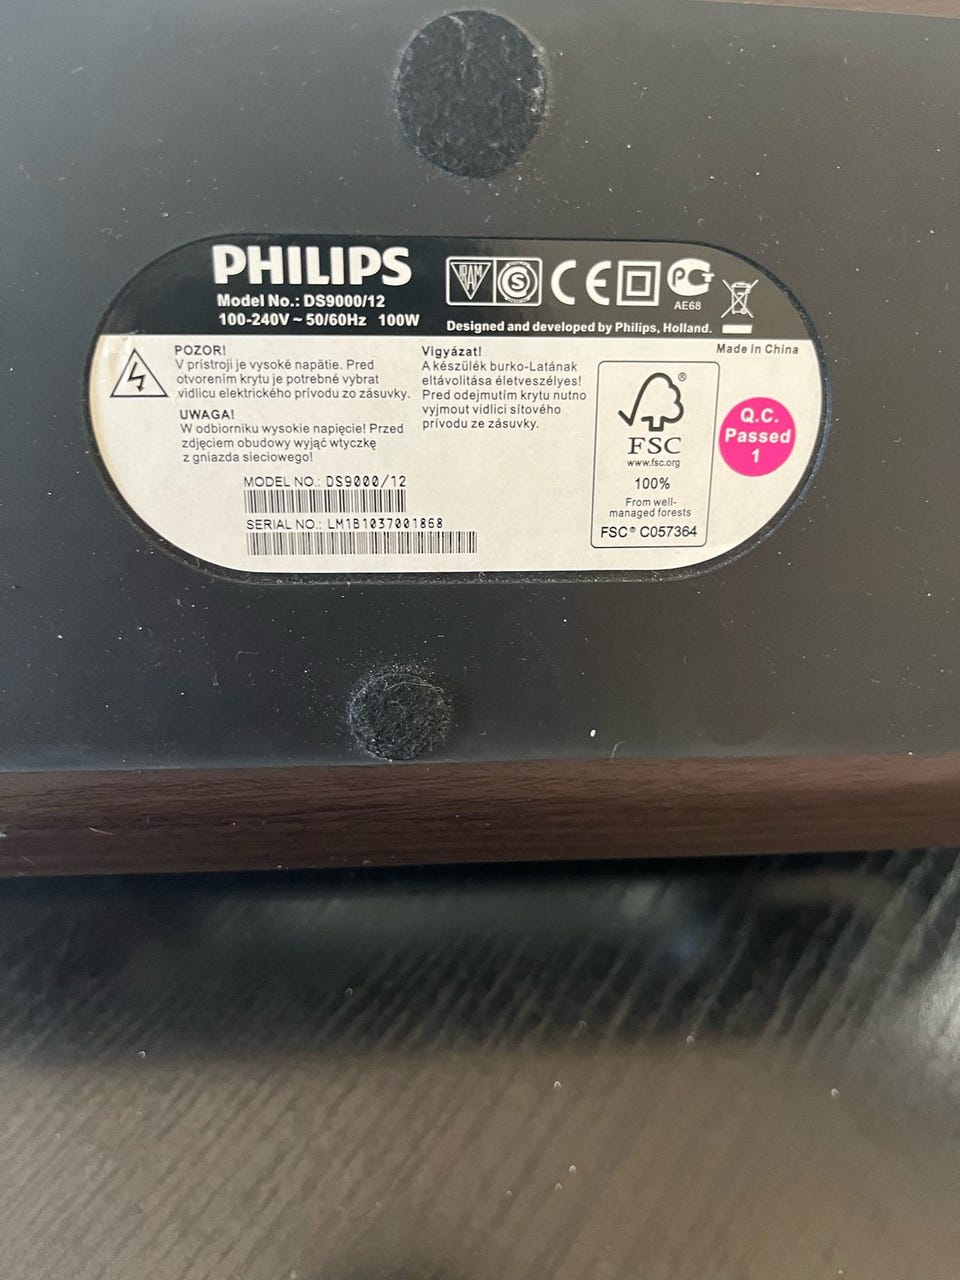 PHILIPS
Model No.: DS9000/12
100-240V ~ 50/60Hz 100W
VRAM
S
CE
PCT
AE68
Designed and developed by Philips, Holland.
Made in China
POZOR!
V prístroji je vysoké napätie. Pred
otvorením krytu je potrebné vybrat
vidlicu elektrického prívodu zo zásuvky.
UWAGA!
W odbiorniku wysokie napięcie! Przed
zdjęciem obudowy wyjąć wtyczkę
z gniazda sieciowego!
Vigyázat!
A készülék burko-Latának
eltávolitása életveszélyes!
Pred odejmutím krytu nutno
vyjmout vidlici sítového
prívodu ze zásuvky.
MODEL NO.: DS9000/12
SERIAL NO.: LM1B1037001868
®
FSC
www.fsc.org
100%
From well-
managed forests
FSC® C057364
Q.C.
Passed
1